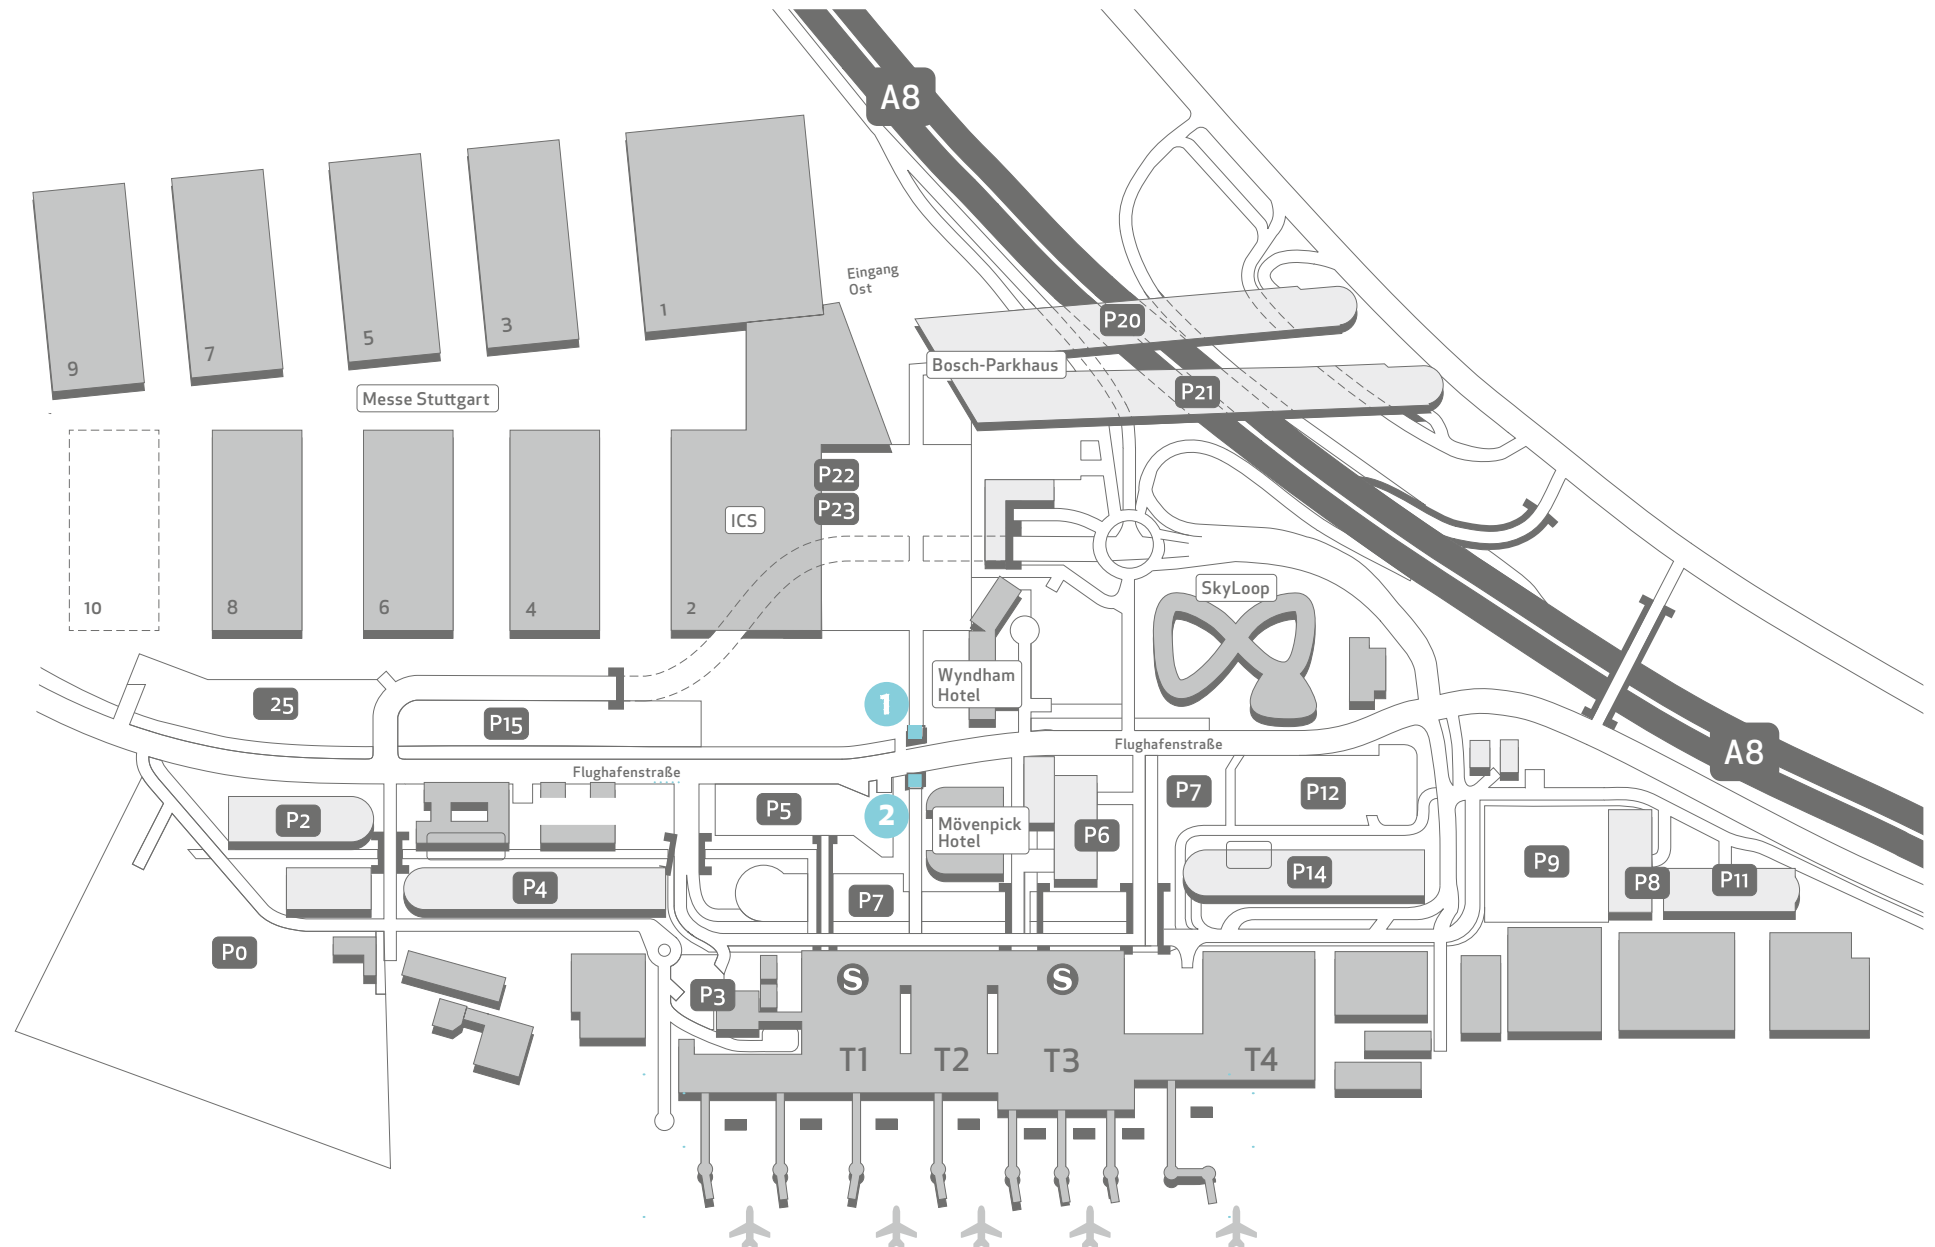 A8
Eingang
Ost
1
3
5
7
9
P20
Bosch-Parkhaus
P21
Messe Stuttgart
P22
P23
ICS
10
8
6
4
2
SkyLoop
Wyndham
Hotel
1
25
P15
Flughafenstraße
Flughafenstraße
A8
P2
P5
2
Mövenpick
Hotel
P6
P7
P12
P4
P7
P14
P9
P8
P11
P0
P3
S
S
T1
T2
T3
T4